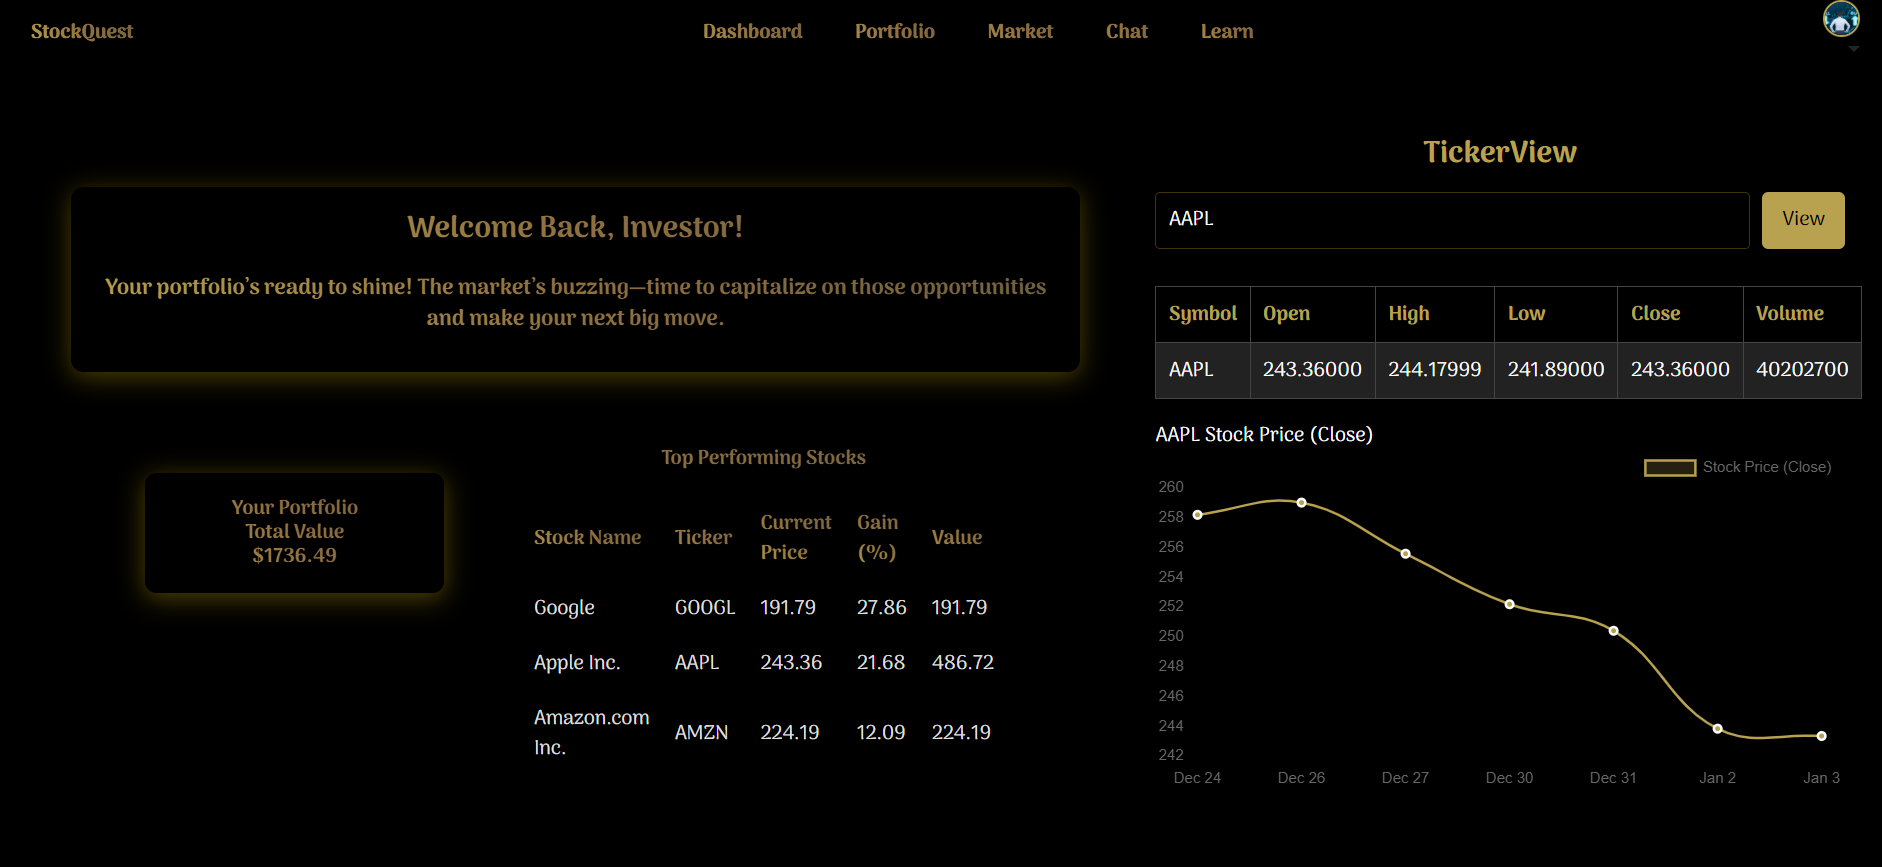 StockQuest
Dashboard Portfolio Market Chat Learn
Welcome Back, Investor!
Your portfolio’s ready to shine! The market’s buzzing—time to capitalize on those opportunities
and make your next big move.
Your Portfolio
Total Value
$1736.49
Top Performing Stocks
Stock Name Ticker Current Price Gain (%) Value
Google GOOGL 191.79 27.86 191.79
Apple Inc. AAPL 243.36 21.68 486.72
Amazon.com Inc. AMZN 224.19 12.09 224.19
TickerView
AAPL View
Symbol Open High Low Close Volume
AAPL 243.36000 244.17999 241.89000 243.36000 40202700
AAPL Stock Price (Close)
Stock Price (Close)
260
258
256
254
252
250
248
246
244
242
Dec 24 Dec 26 Dec 27 Dec 30 Dec 31 Jan 2 Jan 3